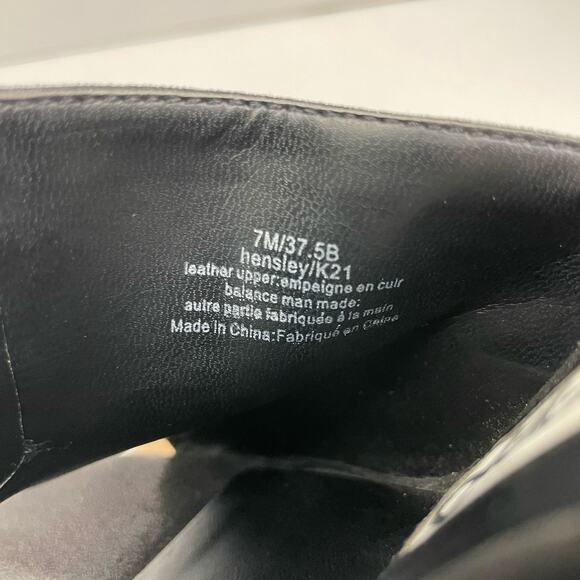 7M/37.5B
hensley/K21
leather upper:empeigne en cuir
balance man made:
autre partie fabriquée à la main
Made in China:Fabriqué en Chine